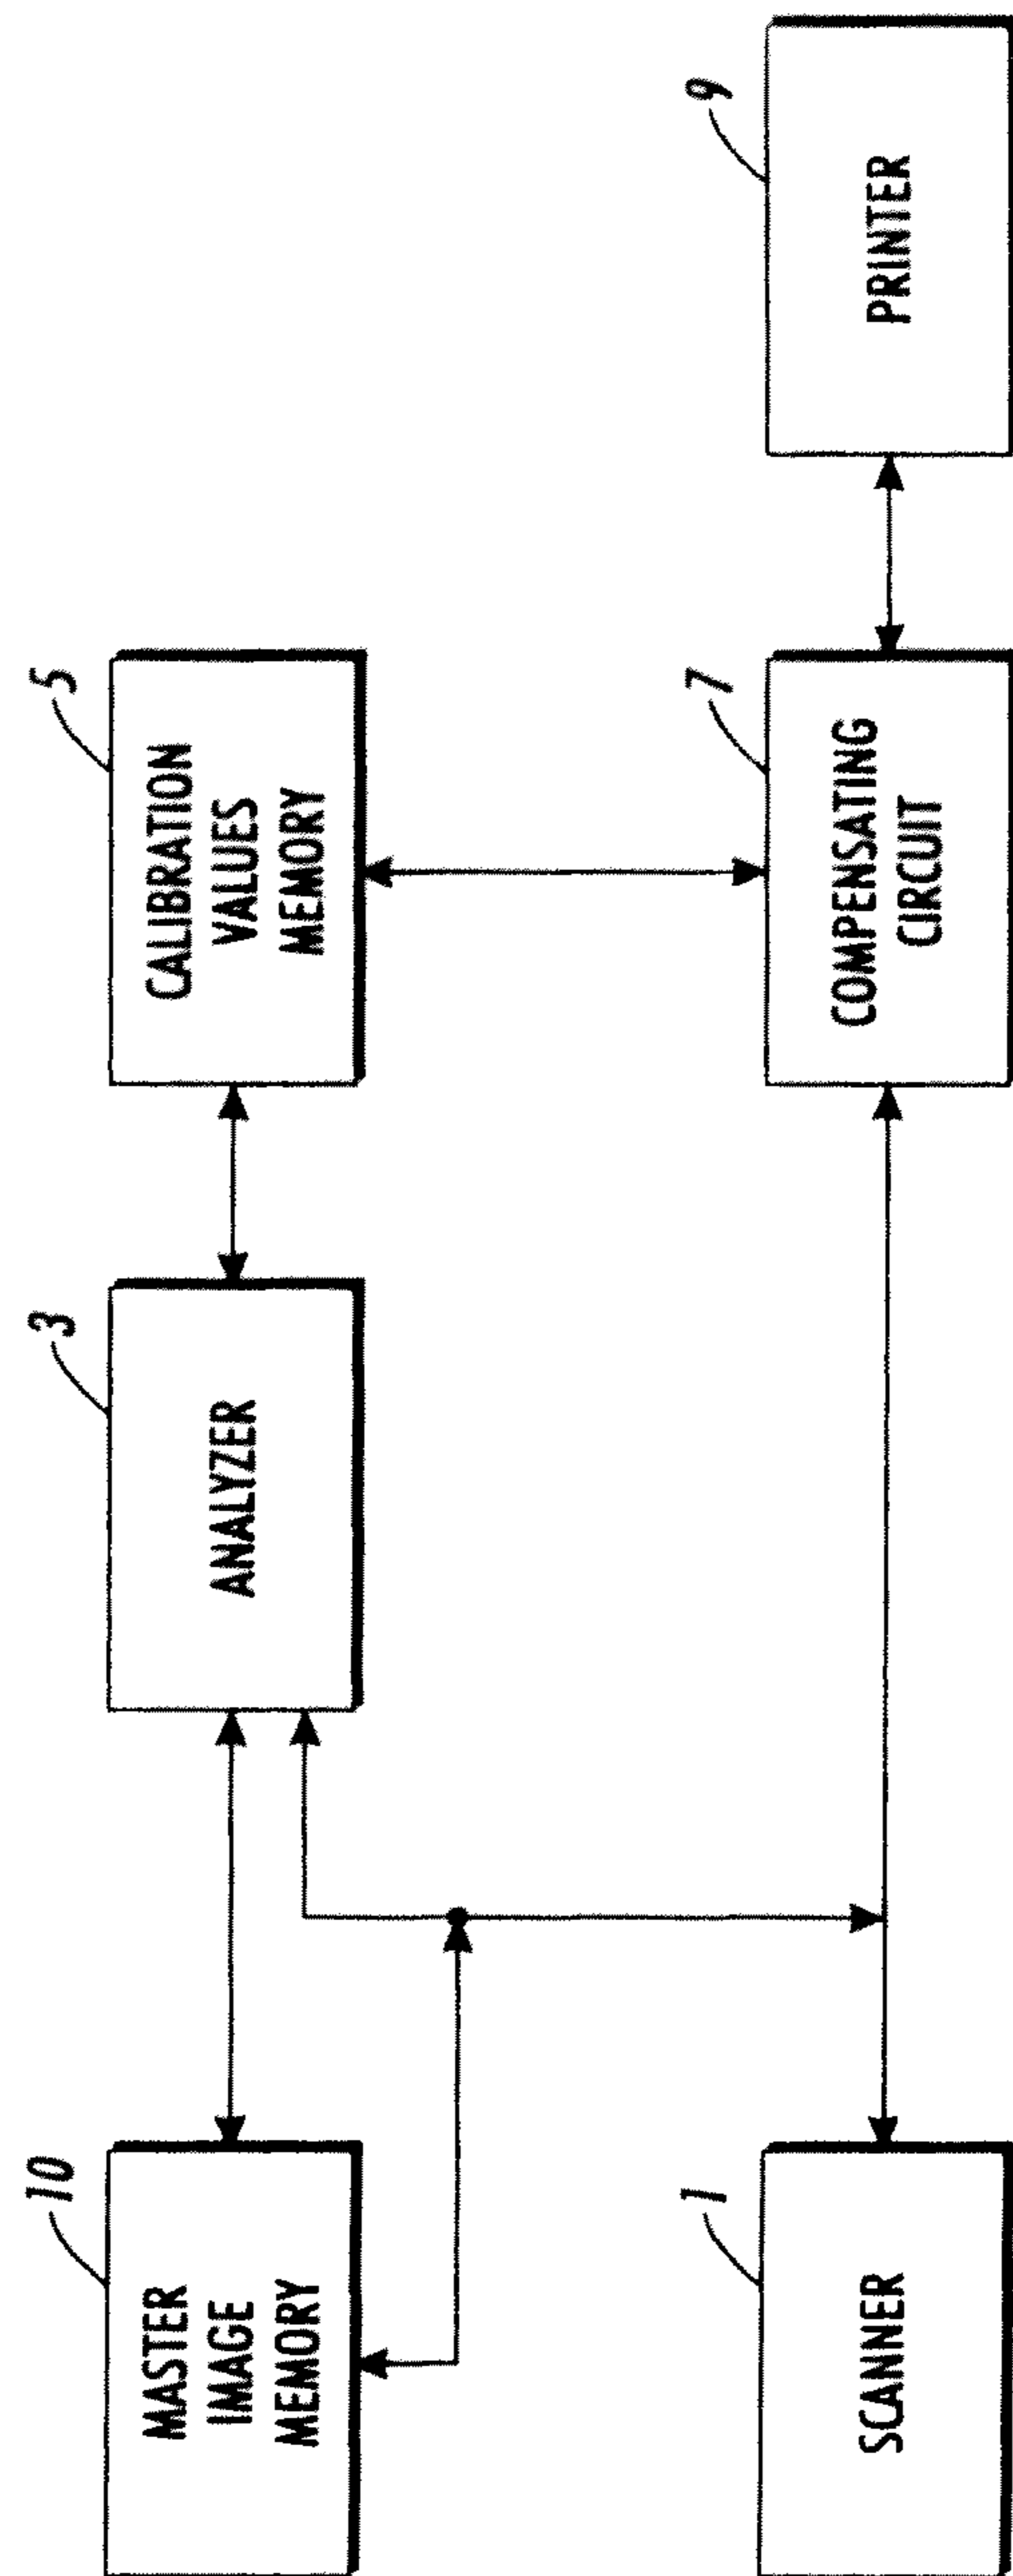 10
MASTER
IMAGE
MEMORY
3
ANALYZER
5
CALIBRATION
VALUES
MEMORY
1
SCANNER
7
COMPENSATING
CIRCUIT
9
PRINTER